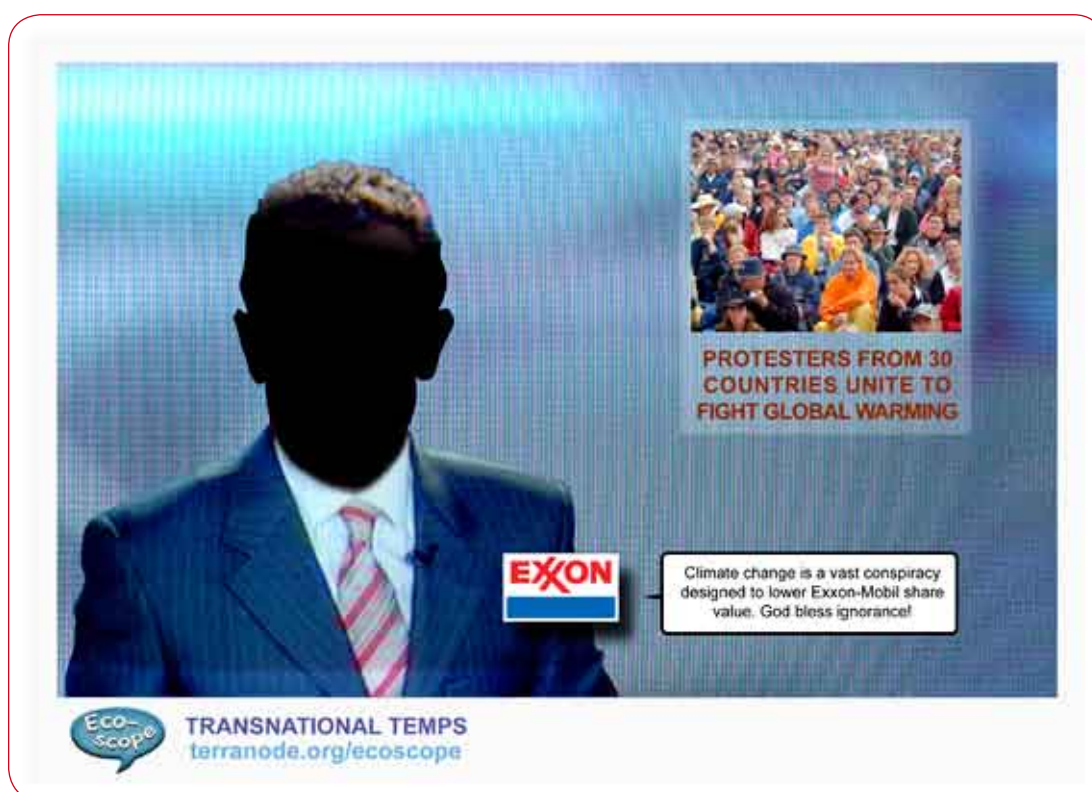 PROTESTERS FROM 30
COUNTRIES UNITE TO
FIGHT GLOBAL WARMING
EXXON
Climate change is a vast conspiracy
designed to lower Exxon-Mobil share
value. God bless ignorance!
Eco-
scope
TRANSNATIONAL TEMPS
terranode.org/ecoscope